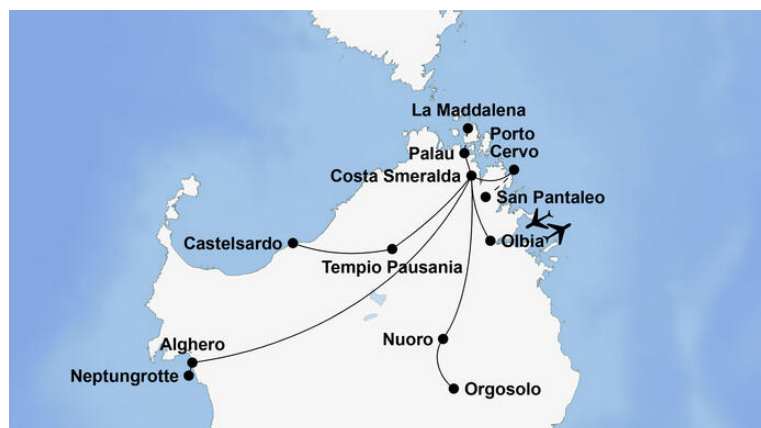 La Maddalena
Porto
Cervo
Palau
Costa Smeralda
San Pantaleo
Castelsardo
Olbia
Tempio Pausania
Nuoro
Alghero
Neptungrotte
Orgosolo